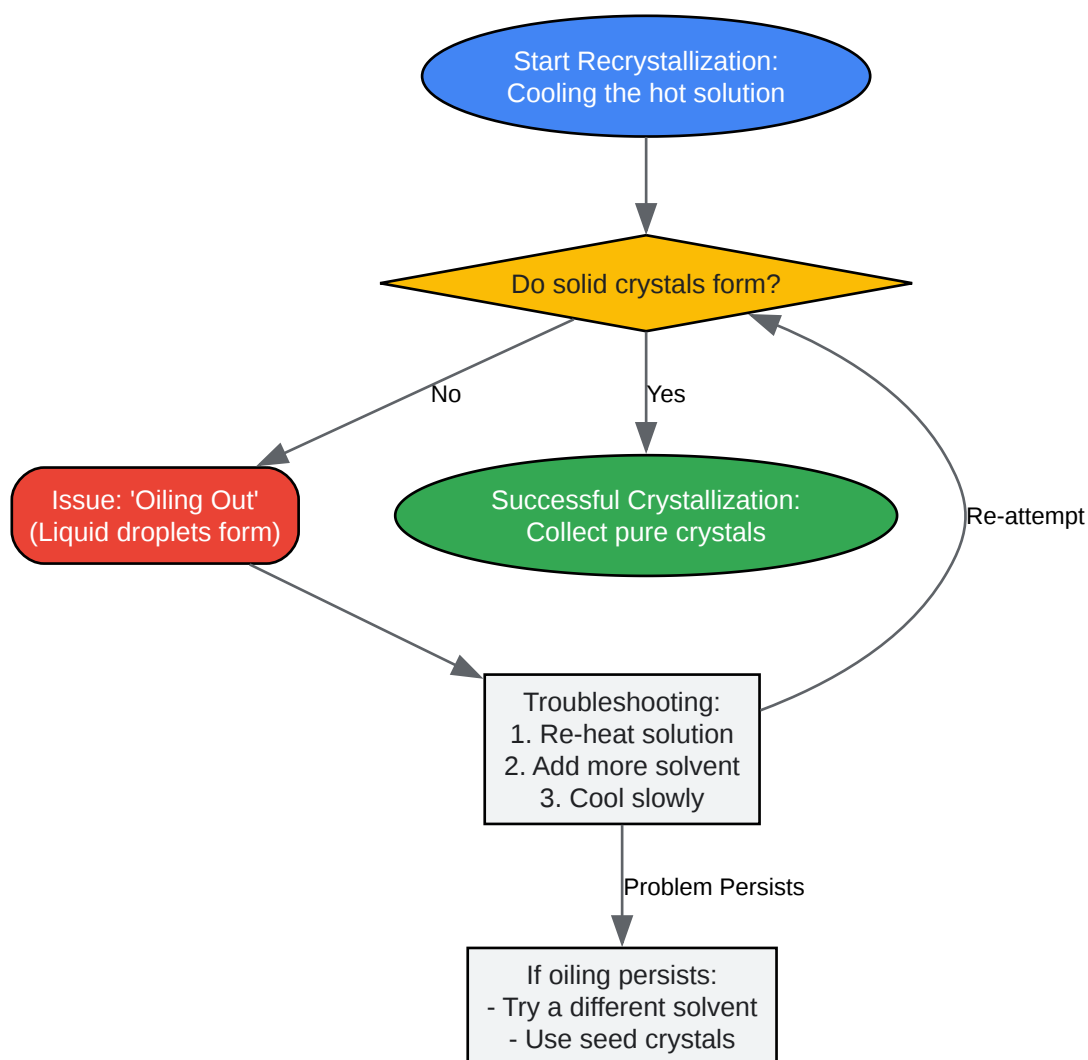 Start Recrystallization:
Cooling the hot solution
Do solid crystals form?
No
Yes
Issue: 'Oiling Out'
(Liquid droplets form)
Successful Crystallization:
Collect pure crystals
Re-attempt
Troubleshooting:
1. Re-heat solution
2. Add more solvent
3. Cool slowly
Problem Persists
If oiling persists:
- Try a different solvent
- Use seed crystals